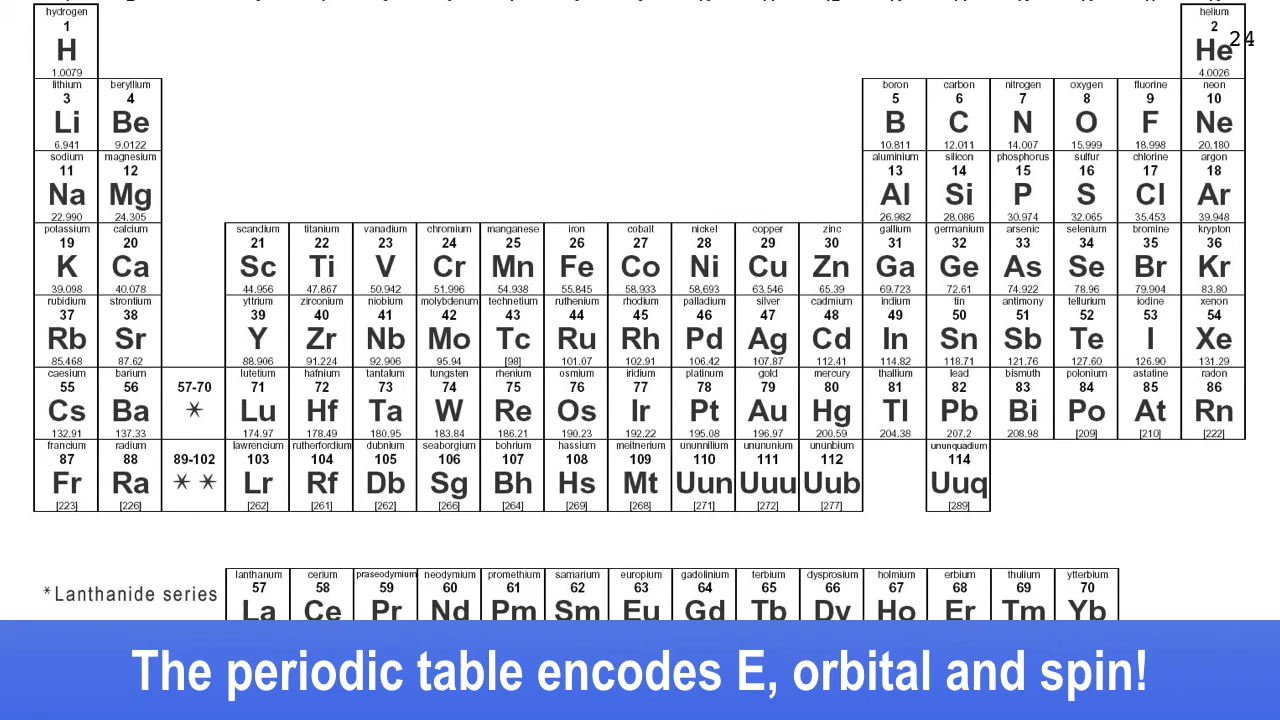 hydrogen helium
1 2
H He 24
1.0079 4.0026
lithium beryllium boron carbon nitrogen oxygen fluorine neon
3 4 5 6 7 8 9 10
Li Be B C N O F Ne
6.941 9.0122 10.811 12.011 14.007 15.999 18.998 20.180
sodium magnesium aluminium silicon phosphorus sulfur chlorine argon
11 12 13 14 15 16 17 18
Na Mg Al Si P S Cl Ar
22.990 24.305 26.982 28.086 30.974 32.065 35.453 39.948
potassium calcium scandium titanium vanadium chromium manganese iron cobalt nickel copper zinc gallium germanium arsenic selenium bromine krypton
19 20 21 22 23 24 25 26 27 28 29 30 31 32 33 34 35 36
K Ca Sc Ti V Cr Mn Fe Co Ni Cu Zn Ga Ge As Se Br Kr
39.098 40.078 44.956 47.867 50.942 51.996 54.938 55.845 58.933 58.693 63.546 65.39 69.723 72.61 74.922 78.96 79.904 83.80
rubidium strontium yttrium zirconium niobium molybdenum technetium ruthenium rhodium palladium silver cadmium indium tin antimony tellurium iodine xenon
37 38 39 40 41 42 43 44 45 46 47 48 49 50 51 52 53 54
Rb Sr Y Zr Nb Mo Tc Ru Rh Pd Ag Cd In Sn Sb Te I Xe
85.468 87.62 88.906 91.224 92.906 95.94 [98] 101.07 102.91 106.42 107.87 112.41 114.82 118.71 121.76 127.60 126.90 131.29
caesium barium lutetium hafnium tantalum tungsten rhenium osmium iridium platinum gold mercury thallium lead bismuth polonium astatine radon
55 56 57-70 71 72 73 74 75 76 77 78 79 80 81 82 83 84 85 86
Cs Ba * Lu Hf Ta W Re Os Ir Pt Au Hg Tl Pb Bi Po At Rn
132.91 137.33 174.97 178.49 180.95 183.84 186.21 190.23 192.22 195.08 196.97 200.59 204.38 207.2 208.98 [209] [210] [222]
francium radium lawrencium rutherfordium dubnium seaborgium bohrium hassium meitnerium ununnilium unununium ununbium ununquadium
87 88 89-102 103 104 105 106 107 108 109 110 111 112 114
Fr Ra * * Lr Rf Db Sg Bh Hs Mt Uun Uuu Uub Uuq
[223] [226] [262] [261] [262] [266] [264] [269] [268] [271] [272] [277] [289]
lanthanum cerium praseodymium neodymium promethium samarium europium gadolinium terbium dysprosium holmium erbium thulium ytterbium
*Lanthanide series 57 58 59 60 61 62 63 64 65 66 67 68 69 70
La Ce Pr Nd Pm Sm Eu Gd Tb Dy Ho Er Tm Yb
The periodic table encodes E, orbital and spin!